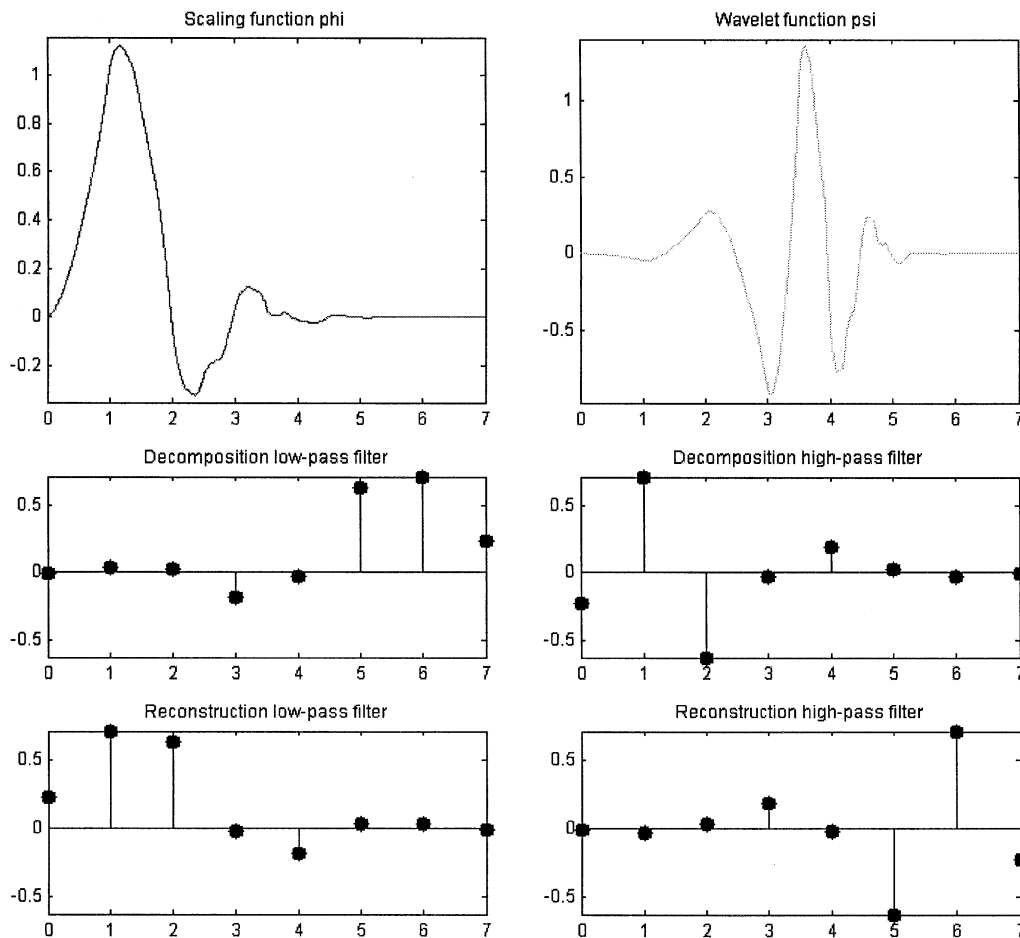 Scaling function phi
1
0.8
0.6
0.4
0.2
0
-0.2
0 1 2 3 4 5 6 7
Wavelet function psi
1
0.5
0
-0.5
0 1 2 3 4 5 6 7
Decomposition low-pass filter
0.5
0
-0.5
0 1 2 3 4 5 6 7
Decomposition high-pass filter
0.5
0
-0.5
0 1 2 3 4 5 6 7
Reconstruction low-pass filter
0.5
0
-0.5
0 1 2 3 4 5 6 7
Reconstruction high-pass filter
0.5
0
-0.5
0 1 2 3 4 5 6 7